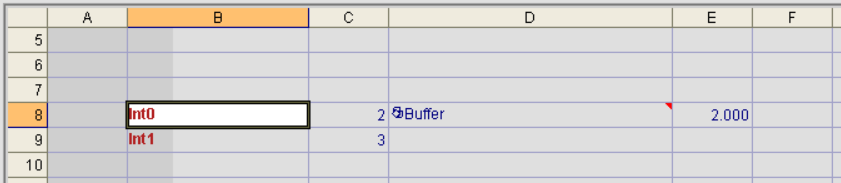 A B C D E F
5
6
7
8 Int0 2 Buffer 2.000
9 Int1 3
10